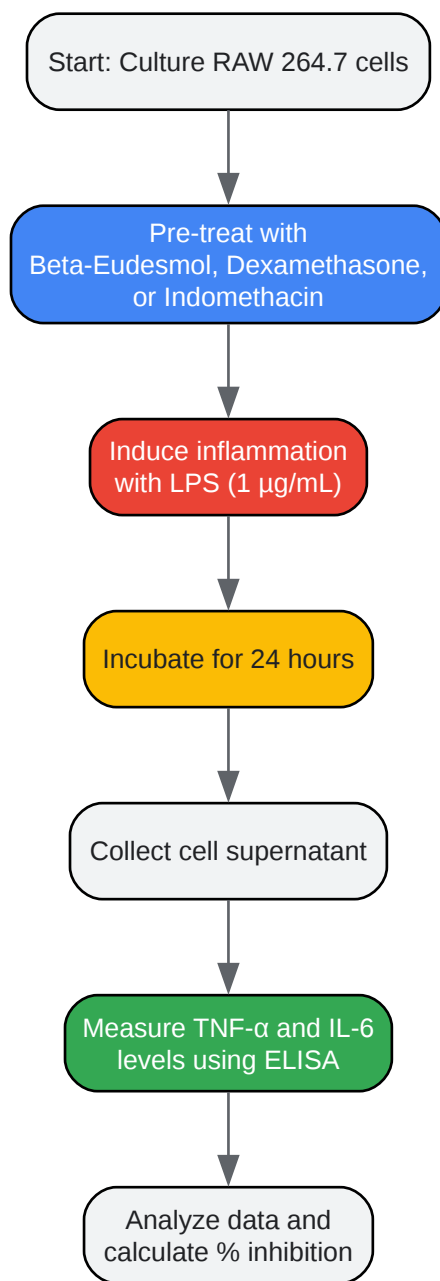 Start: Culture RAW 264.7 cells
Pre-treat with
Beta-Eudesmol, Dexamethasone,
or Indomethacin
Induce inflammation
with LPS (1 µg/mL)
Incubate for 24 hours
Collect cell supernatant
Measure TNF-α and IL-6
levels using ELISA
Analyze data and
calculate % inhibition